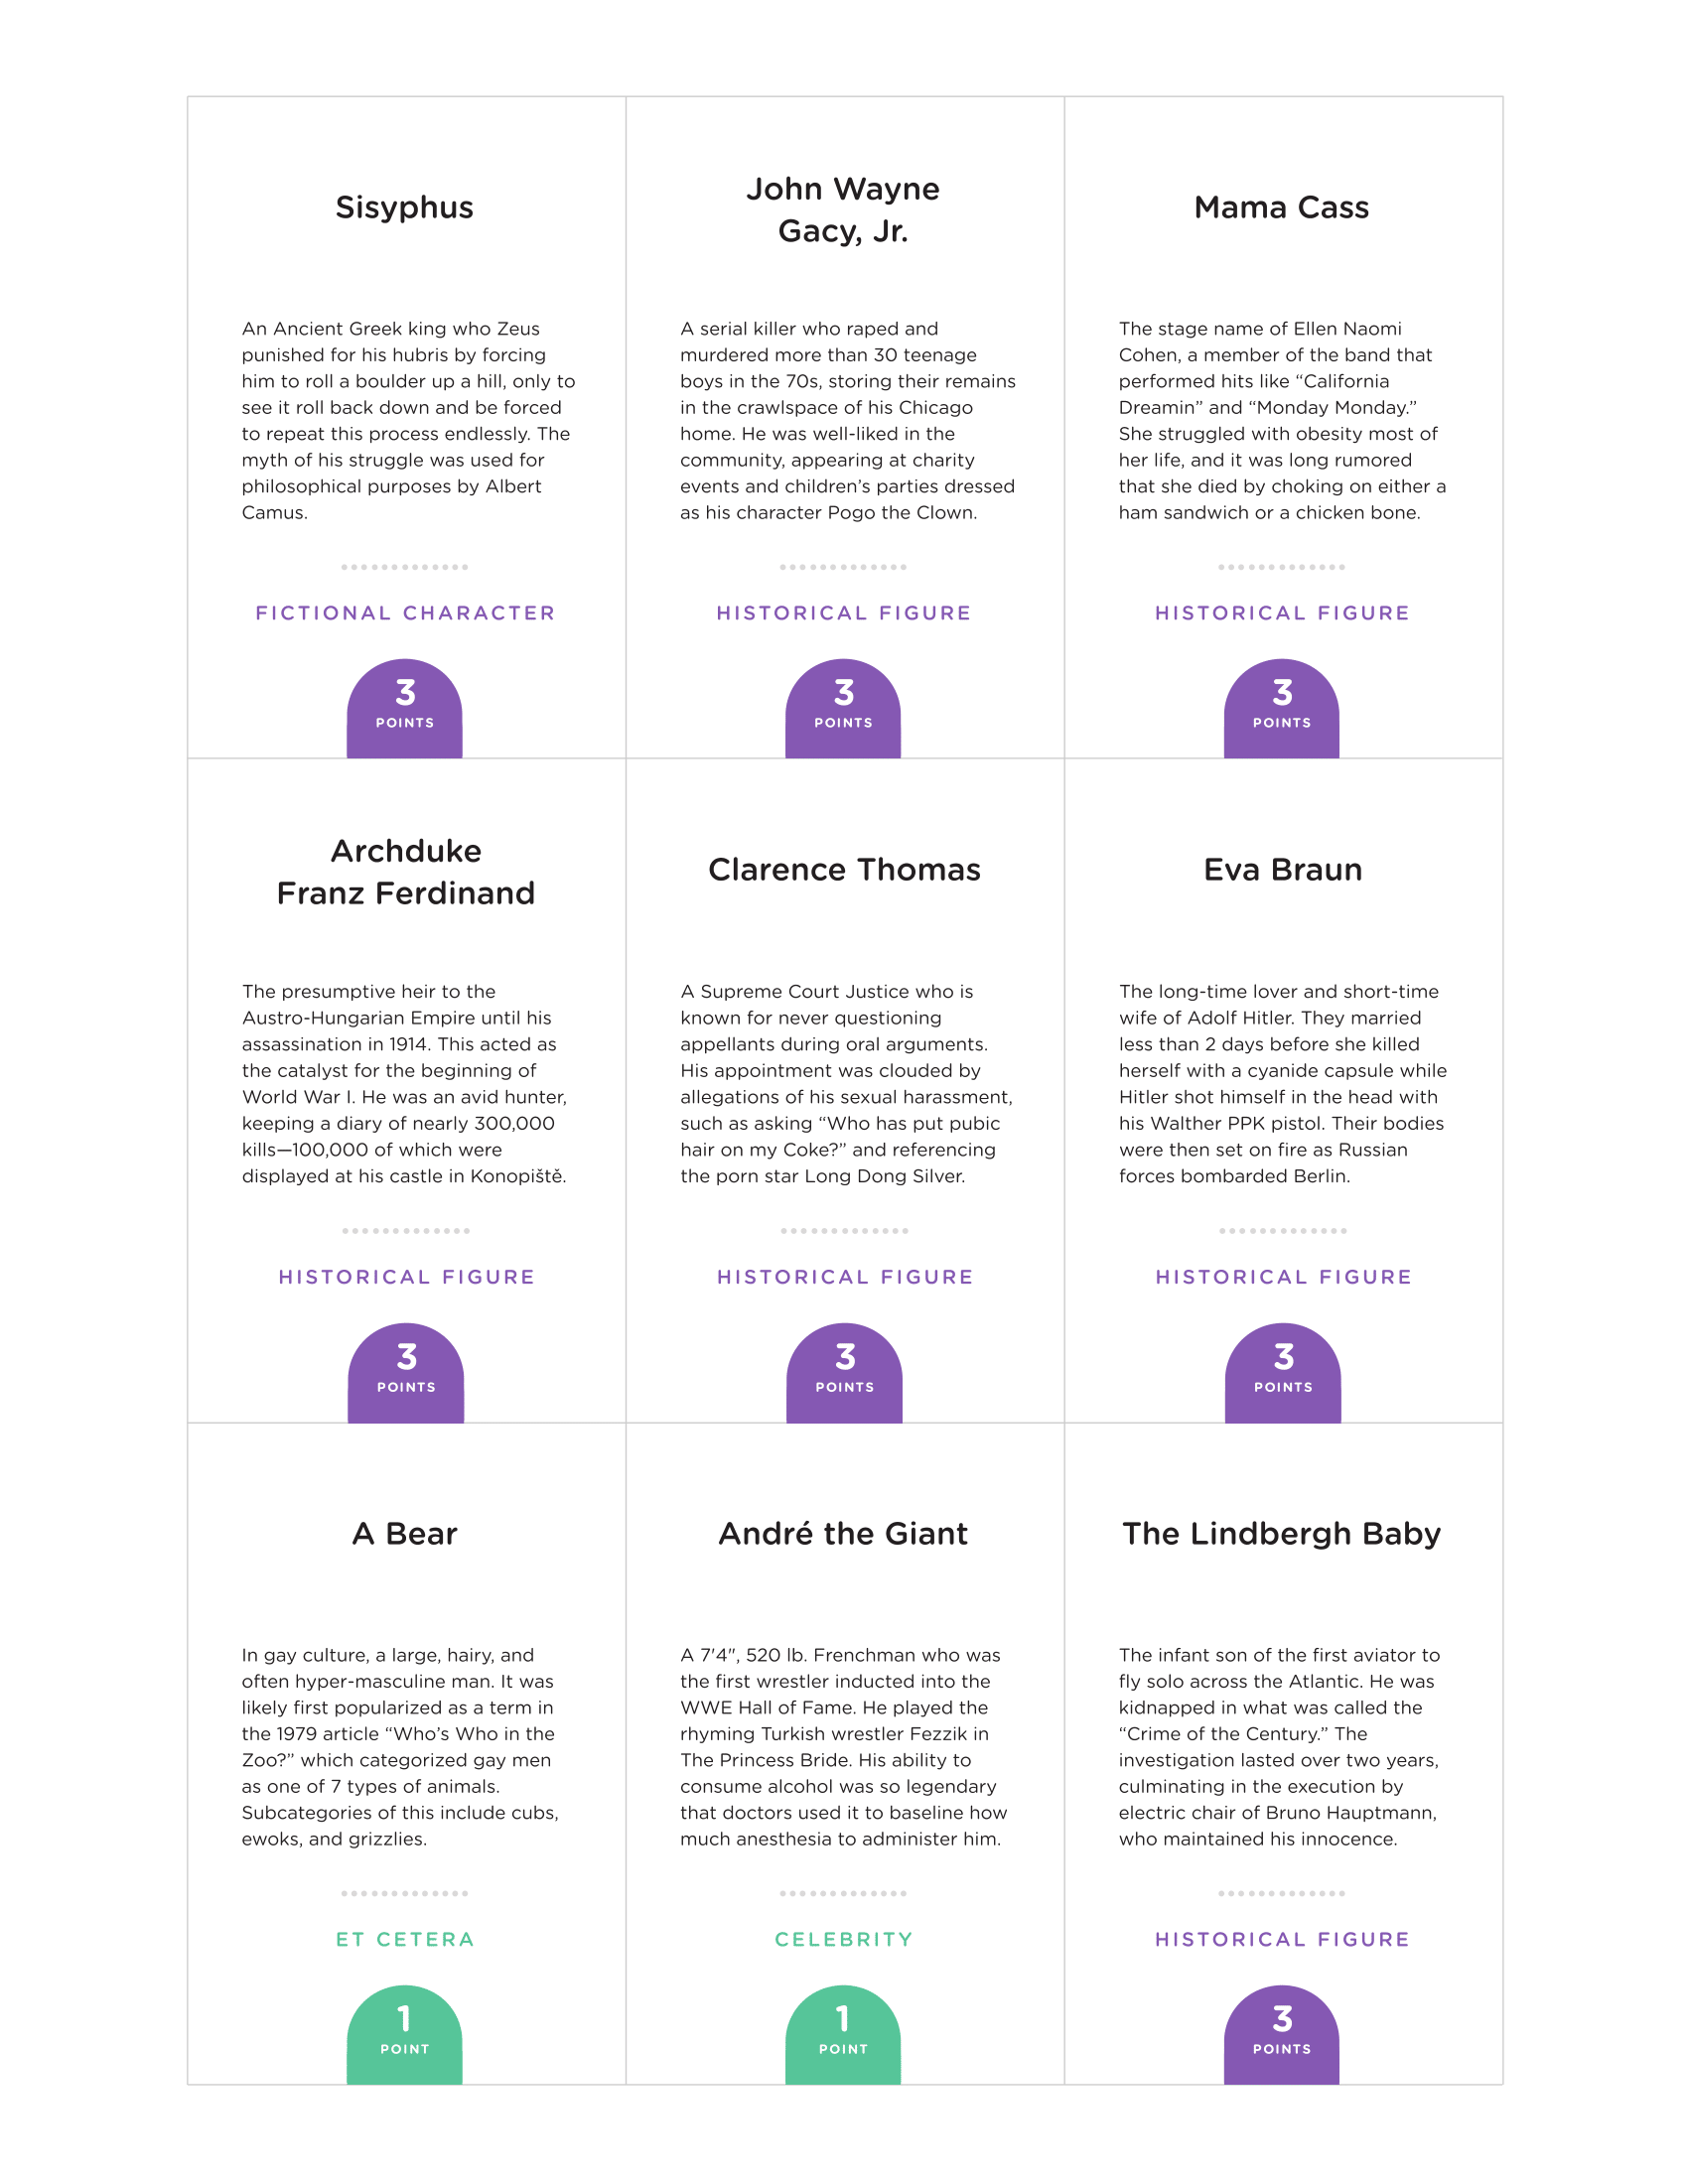 Sisyphus
An Ancient Greek king who Zeus
punished for his hubris by forcing
him to roll a boulder up a hill, only to
see it roll back down and be forced
to repeat this process endlessly. The
myth of his struggle was used for
philosophical purposes by Albert
Camus.
FICTIONAL CHARACTER
3
POINTS
John Wayne
Gacy, Jr.
A serial killer who raped and
murdered more than 30 teenage
boys in the 70s, storing their remains
in the crawlspace of his Chicago
home. He was well-liked in the
community, appearing at charity
events and children’s parties dressed
as his character Pogo the Clown.
HISTORICAL FIGURE
3
POINTS
Mama Cass
The stage name of Ellen Naomi
Cohen, a member of the band that
performed hits like “California
Dreamin” and “Monday Monday.”
She struggled with obesity most of
her life, and it was long rumored
that she died by choking on either a
ham sandwich or a chicken bone.
HISTORICAL FIGURE
3
POINTS
Archduke
Franz Ferdinand
The presumptive heir to the
Austro-Hungarian Empire until his
assassination in 1914. This acted as
the catalyst for the beginning of
World War I. He was an avid hunter,
keeping a diary of nearly 300,000
kills—100,000 of which were
displayed at his castle in Konopiště.
HISTORICAL FIGURE
3
POINTS
Clarence Thomas
A Supreme Court Justice who is
known for never questioning
appellants during oral arguments.
His appointment was clouded by
allegations of his sexual harassment,
such as asking “Who has put pubic
hair on my Coke?” and referencing
the porn star Long Dong Silver.
HISTORICAL FIGURE
3
POINTS
Eva Braun
The long-time lover and short-time
wife of Adolf Hitler. They married
less than 2 days before she killed
herself with a cyanide capsule while
Hitler shot himself in the head with
his Walther PPK pistol. Their bodies
were then set on fire as Russian
forces bombarded Berlin.
HISTORICAL FIGURE
3
POINTS
A Bear
In gay culture, a large, hairy, and
often hyper-masculine man. It was
likely first popularized as a term in
the 1979 article “Who’s Who in the
Zoo?” which categorized gay men
as one of 7 types of animals.
Subcategories of this include cubs,
ewoks, and grizzlies.
ET CETERA
1
POINT
André the Giant
A 7'4", 520 lb. Frenchman who was
the first wrestler inducted into the
WWE Hall of Fame. He played the
rhyming Turkish wrestler Fezzik in
The Princess Bride. His ability to
consume alcohol was so legendary
that doctors used it to baseline how
much anesthesia to administer him.
CELEBRITY
1
POINT
The Lindbergh Baby
The infant son of the first aviator to
fly solo across the Atlantic. He was
kidnapped in what was called the
“Crime of the Century.” The
investigation lasted over two years,
culminating in the execution by
electric chair of Bruno Hauptmann,
who maintained his innocence.
HISTORICAL FIGURE
3
POINTS